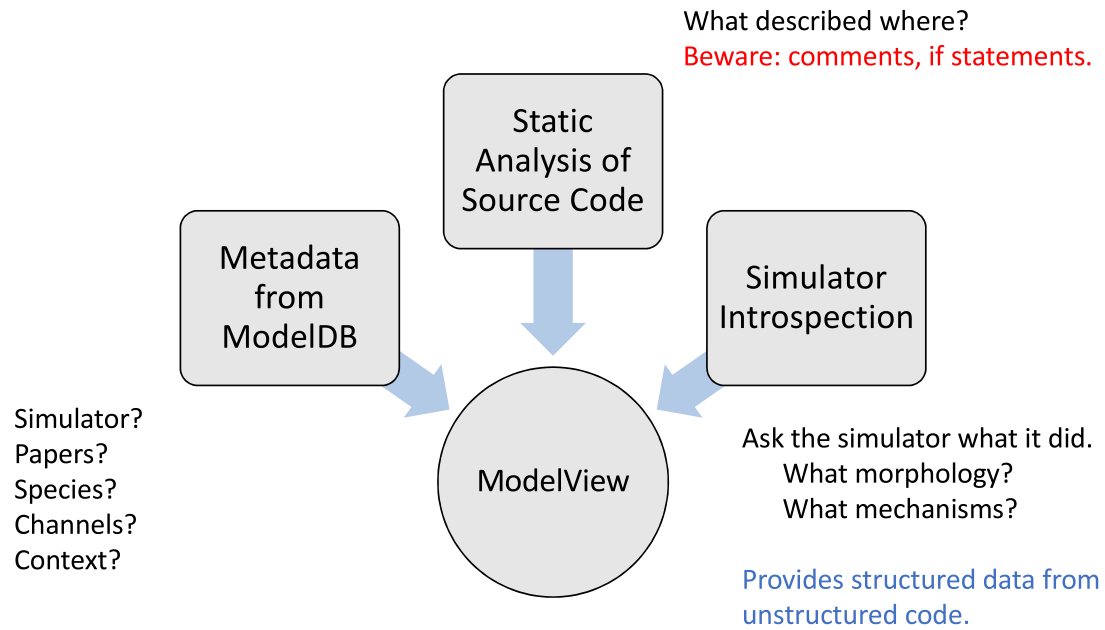 What described where?
Beware: comments, if statements.
Static
Analysis of
Source Code
Metadata
from
ModelDB
Simulator
Introspection
Simulator?
Papers?
Species?
Channels?
Context?
ModelView
Ask the simulator what it did.
What morphology?
What mechanisms?
Provides structured data from
unstructured code.